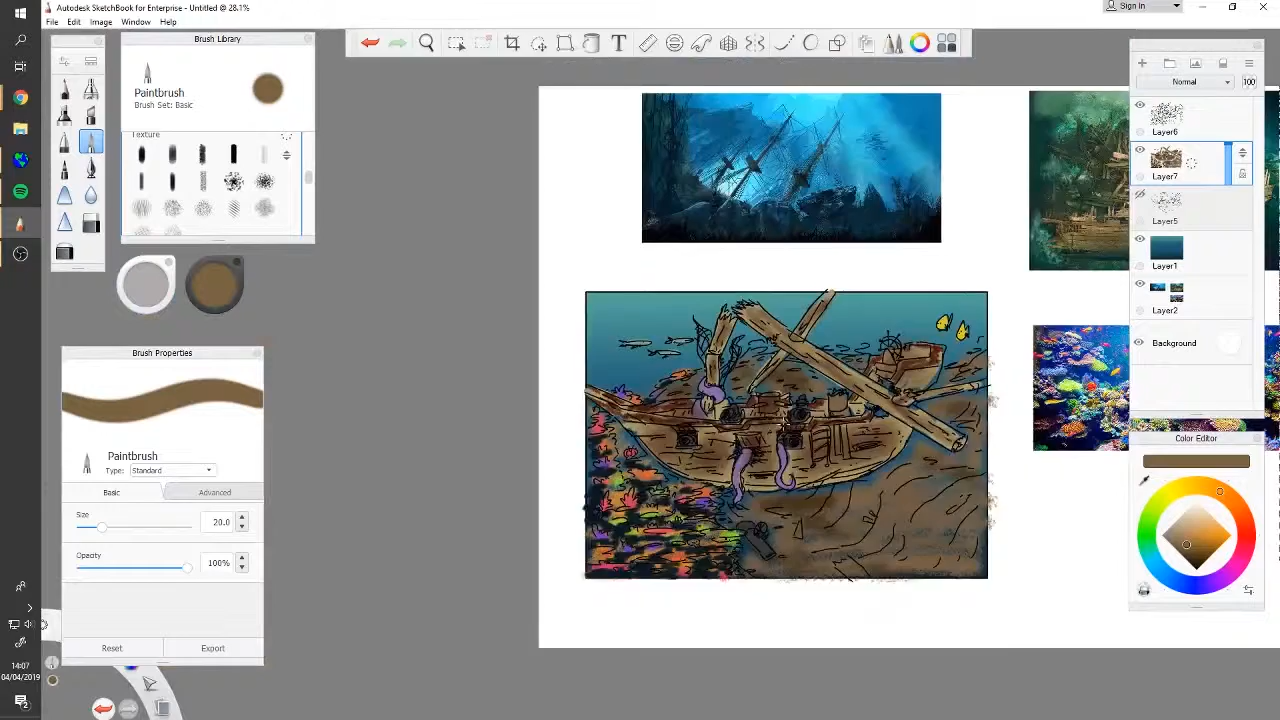 Autodesk SketchBook for Enterprise - Untitled @ 28.1%
Sign In
File Edit Image Window Help
Brush Library
Paintbrush
Brush Set: Basic
Texture
Brush Properties
Paintbrush
Type: Standard
Basic Advanced
Size
20.0
Opacity
100%
Reset Export
Normal 100
Layer6
Layer7
Layer5
Layer1
Layer2
Background
Color Editor
14:07
04/04/2019
2